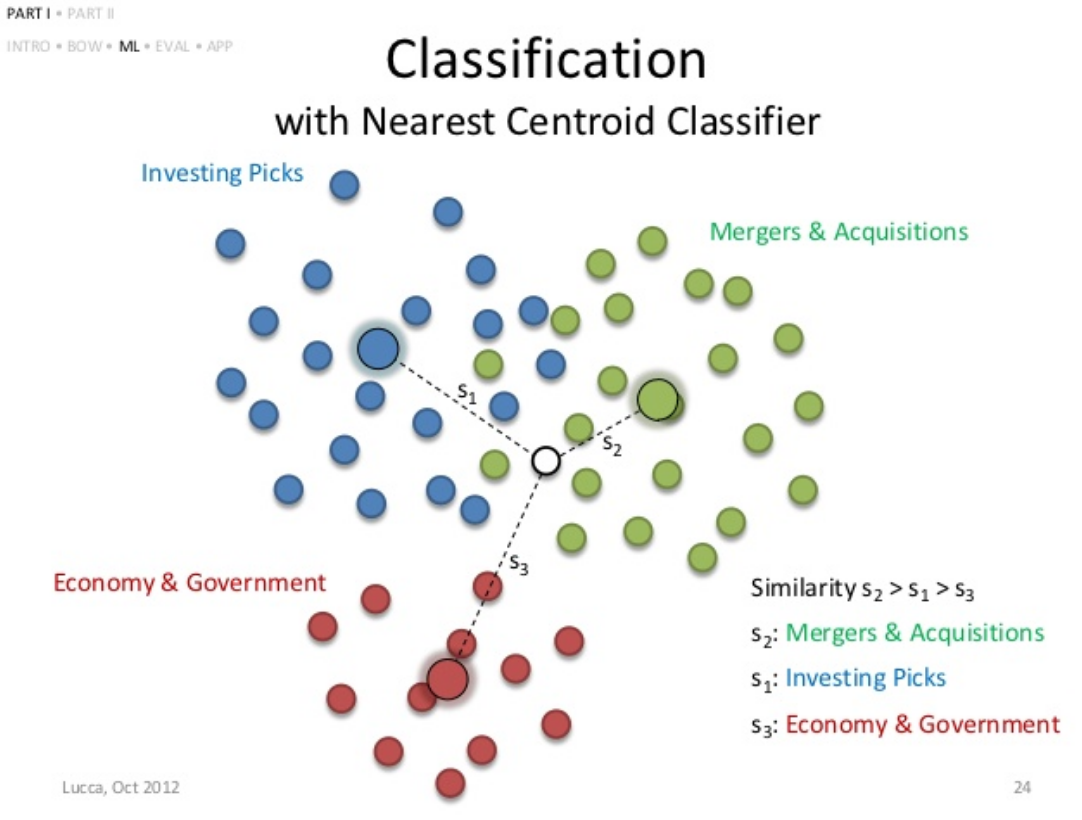 PART I • PART II
INTRO • BOW • ML • EVAL • APP
Classification
with Nearest Centroid Classifier
Investing Picks
Mergers & Acquisitions
s1
s2
s3
Economy & Government
Similarity s2 > s1 > s3
s2: Mergers & Acquisitions
s1: Investing Picks
s3: Economy & Government
Lucca, Oct 2012
24